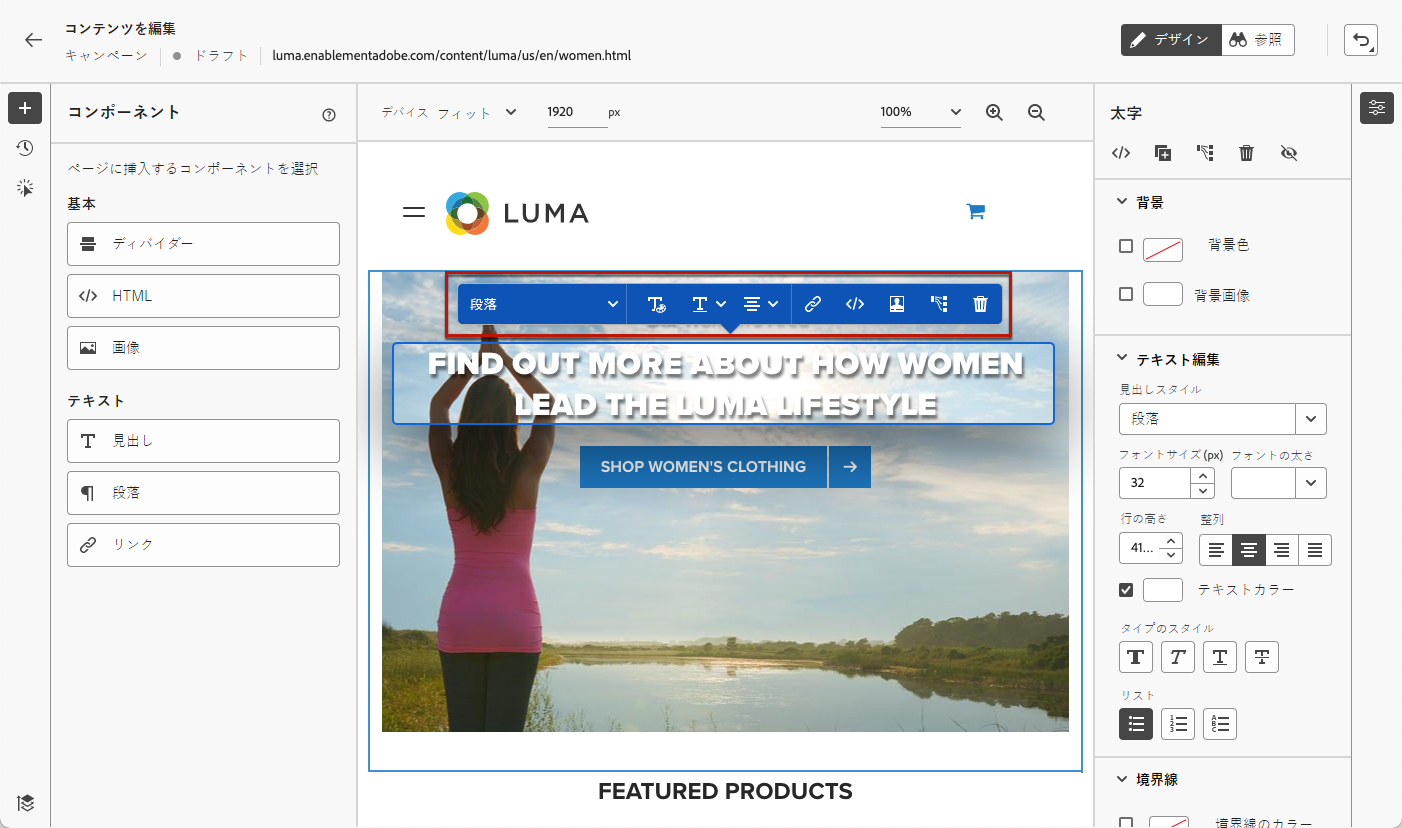 コンテンツを編集
キャンペーン ドラフト luma.enablementadobe.com/content/luma/us/en/women.html
デザイン 参照
コンポーネント
ページに挿入するコンポーネントを選択
基本
ディバイダー
HTML
画像
テキスト
見出し
段落
リンク
デバイス フィット 1920 px 100%
LUMA
段落
FIND OUT MORE ABOUT HOW WOMEN
LEAD THE LUMA LIFESTYLE
SHOP WOMEN'S CLOTHING
FEATURED PRODUCTS
太字
背景
背景色
背景画像
テキスト編集
見出しスタイル
段落
フォントサイズ(px) フォントの太さ
32
行の高さ 整列
41...
テキストカラー
タイプのスタイル
リスト
境界線
境界線のカラー